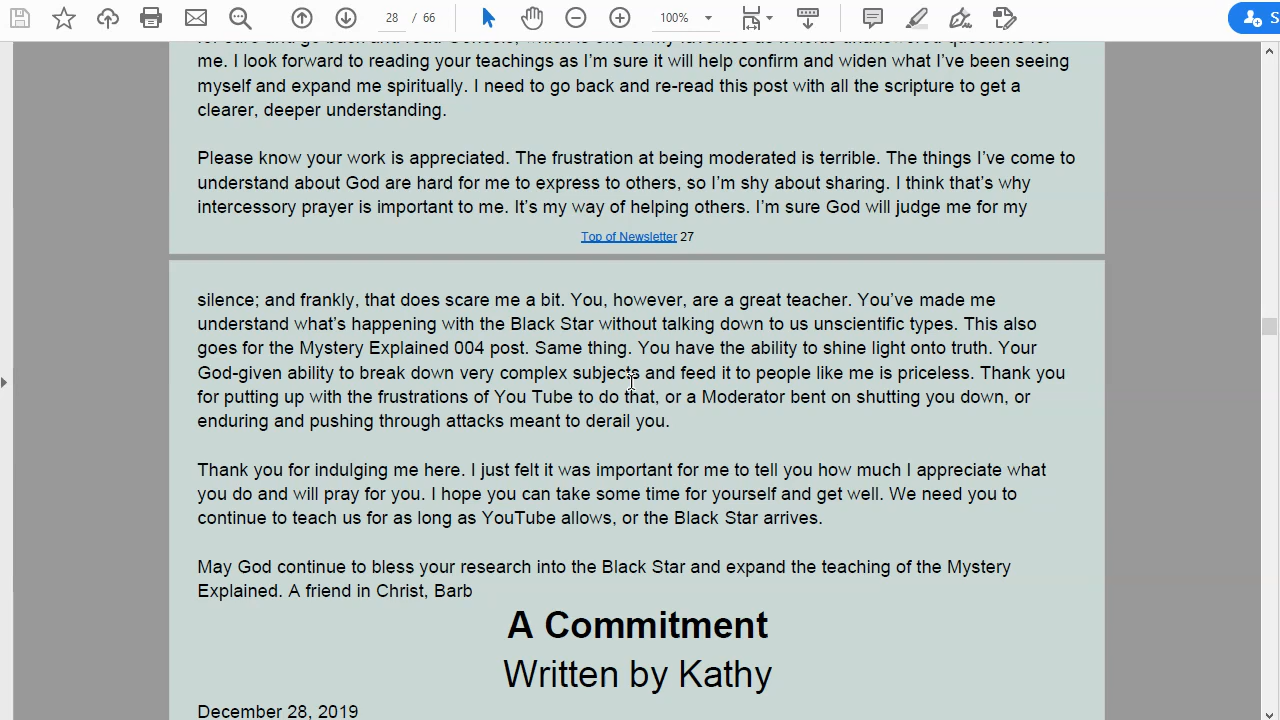 28 / 66
100%
S
me. I look forward to reading your teachings as I'm sure it will help confirm and widen what I've been seeing
myself and expand me spiritually. I need to go back and re-read this post with all the scripture to get a
clearer, deeper understanding.
Please know your work is appreciated. The frustration at being moderated is terrible. The things I've come to
understand about God are hard for me to express to others, so I'm shy about sharing. I think that's why
intercessory prayer is important to me. It's my way of helping others. I'm sure God will judge me for my
Top of Newsletter 27
silence; and frankly, that does scare me a bit. You, however, are a great teacher. You've made me
understand what's happening with the Black Star without talking down to us unscientific types. This also
goes for the Mystery Explained 004 post. Same thing. You have the ability to shine light onto truth. Your
God-given ability to break down very complex subjects and feed it to people like me is priceless. Thank you
for putting up with the frustrations of You Tube to do that, or a Moderator bent on shutting you down, or
enduring and pushing through attacks meant to derail you.
Thank you for indulging me here. I just felt it was important for me to tell you how much I appreciate what
you do and will pray for you. I hope you can take some time for yourself and get well. We need you to
continue to teach us for as long as YouTube allows, or the Black Star arrives.
May God continue to bless your research into the Black Star and expand the teaching of the Mystery
Explained. A friend in Christ, Barb
A Commitment
Written by Kathy
December 28, 2019